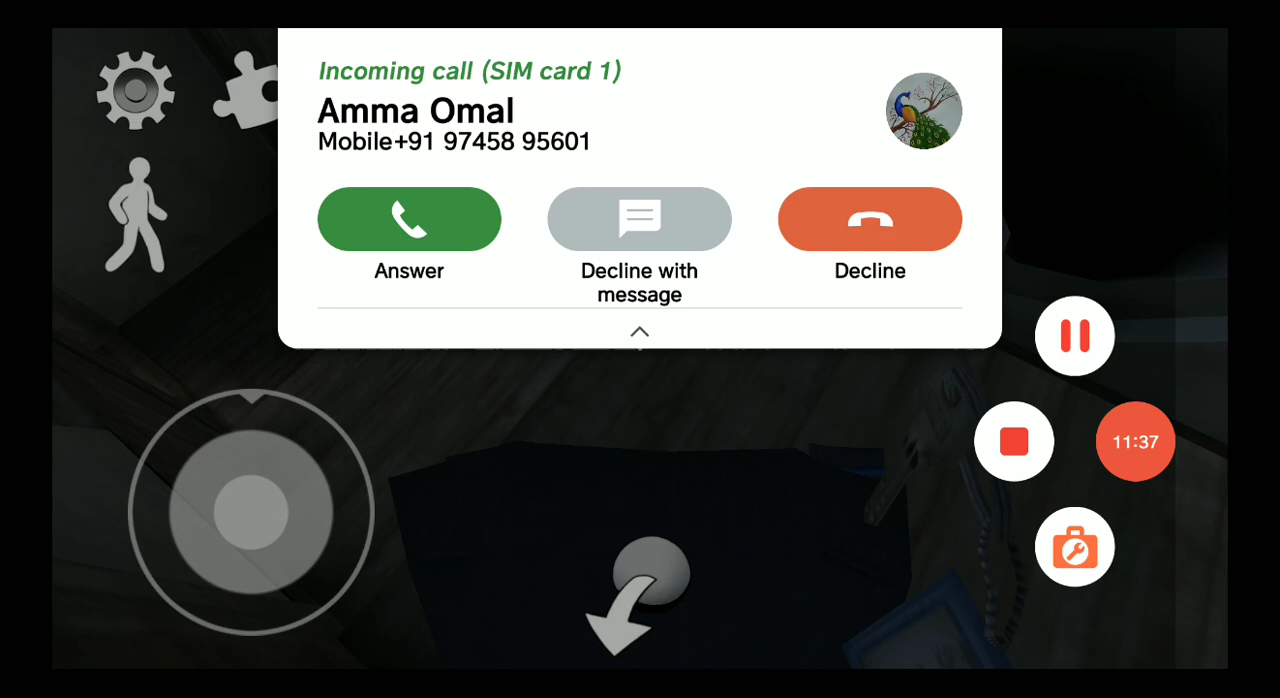 Incoming call (SIM card 1)
Amma Omal
Mobile+91 97458 95601
Answer
Decline with
message
Decline
11:37